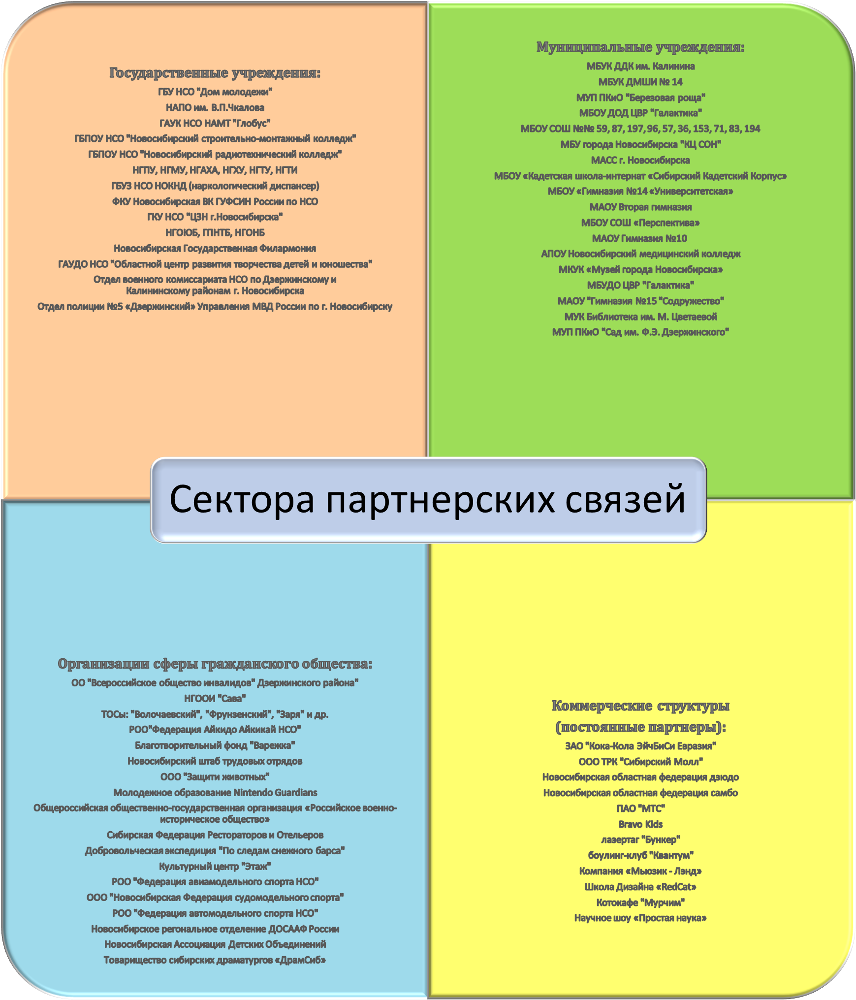 Государственные учреждения:
ГБУ НСО "Дом молодежи"
НАПО им. В.П.Чкалова
ГАУК НСО НАМТ "Глобус"
ГБПОУ НСО "Новосибирский строительно-монтажный колледж"
ГБПОУ НСО "Новосибирский радиотехнический колледж"
НГПУ, НГМУ, НГАХА, НГХУ, НГТУ, НГТИ
ГБУЗ НСО НОКНД (наркологический диспансер)
ФКУ Новосибирская ВК ГУФСИН России по НСО
ГКУ НСО "ЦЗН г.Новосибирска"
НГОЮБ, ГПНТБ, НГОНБ
Новосибирская Государственная Филармония
ГАУДО НСО "Областной центр развития творчества детей и юношества"
Отдел военного комиссариата НСО по Дзержинскому и
Калининскому районам г. Новосибирска
Отдел полиции №5 «Дзержинский» Управления МВД России по г. Новосибирску
Муниципальные учреждения:
МБУК ДДК им. Калинина
МБУК ДМШИ № 14
МУП ПКиО "Березовая роща"
МБОУ ДОД ЦВР "Галактика"
МБОУ СОШ №№ 59, 87, 197, 96, 57, 36, 153, 71, 83, 194
МБУ города Новосибирска "КЦ СОН"
МАСС г. Новосибирска
МБОУ «Кадетская школа-интернат «Сибирский Кадетский Корпус»
МБОУ «Гимназия №14 «Университетская»
МАОУ Вторая гимназия
МБОУ СОШ «Перспектива»
МАОУ Гимназия №10
АПОУ Новосибирский медицинский колледж
МКУК «Музей города Новосибирска»
МБУДО ЦВР "Галактика"
МАОУ "Гимназия №15 "Содружество"
МУК Библиотека им. М. Цветаевой
МУП ПКиО "Сад им. Ф.Э. Дзержинского"
Сектора партнерских связей
Организации сферы гражданского общества:
ОО "Всероссийское общество инвалидов" Дзержинского района"
НГООИ "Сава"
ТОСы: "Волочаевский", "Фрунзенский", "Заря" и др.
РОО"Федерация Айкидо Айкикай НСО"
Благотворительный фонд "Варежка"
Новосибирский штаб трудовых отрядов
ООО "Защити животных"
Молодежное образование Nintendo Guardians
Общероссийская общественно-государственная организация «Российское военно-
историческое общество»
Сибирская Федерация Рестораторов и Отельеров
Добровольческая экспедиция "По следам снежного барса"
Культурный центр "Этаж"
РОО "Федерация авиамодельного спорта НСО"
ООО "Новосибирская Федерация судомодельного спорта"
РОО "Федерация автомодельного спорта НСО"
Новосибирское регональное отделение ДОСААФ России
Новосибирская Ассоциация Детских Объединений
Товарищество сибирских драматургов «ДрамСиб»
Коммерческие структуры
(постоянные партнеры):
ЗАО "Кока-Кола ЭйчБиСи Евразия"
ООО ТРК "Сибирский Молл"
Новосибирская областная федерация дзюдо
Новосибирская областная федерация самбо
ПАО "МТС"
Bravo Kids
лазертаг "Бункер"
боулинг-клуб "Квантум"
Компания «Мьюзик - Лэнд»
Школа Дизайна «RedCat»
Котокафе "Мурчим"
Научное шоу «Простая наука»